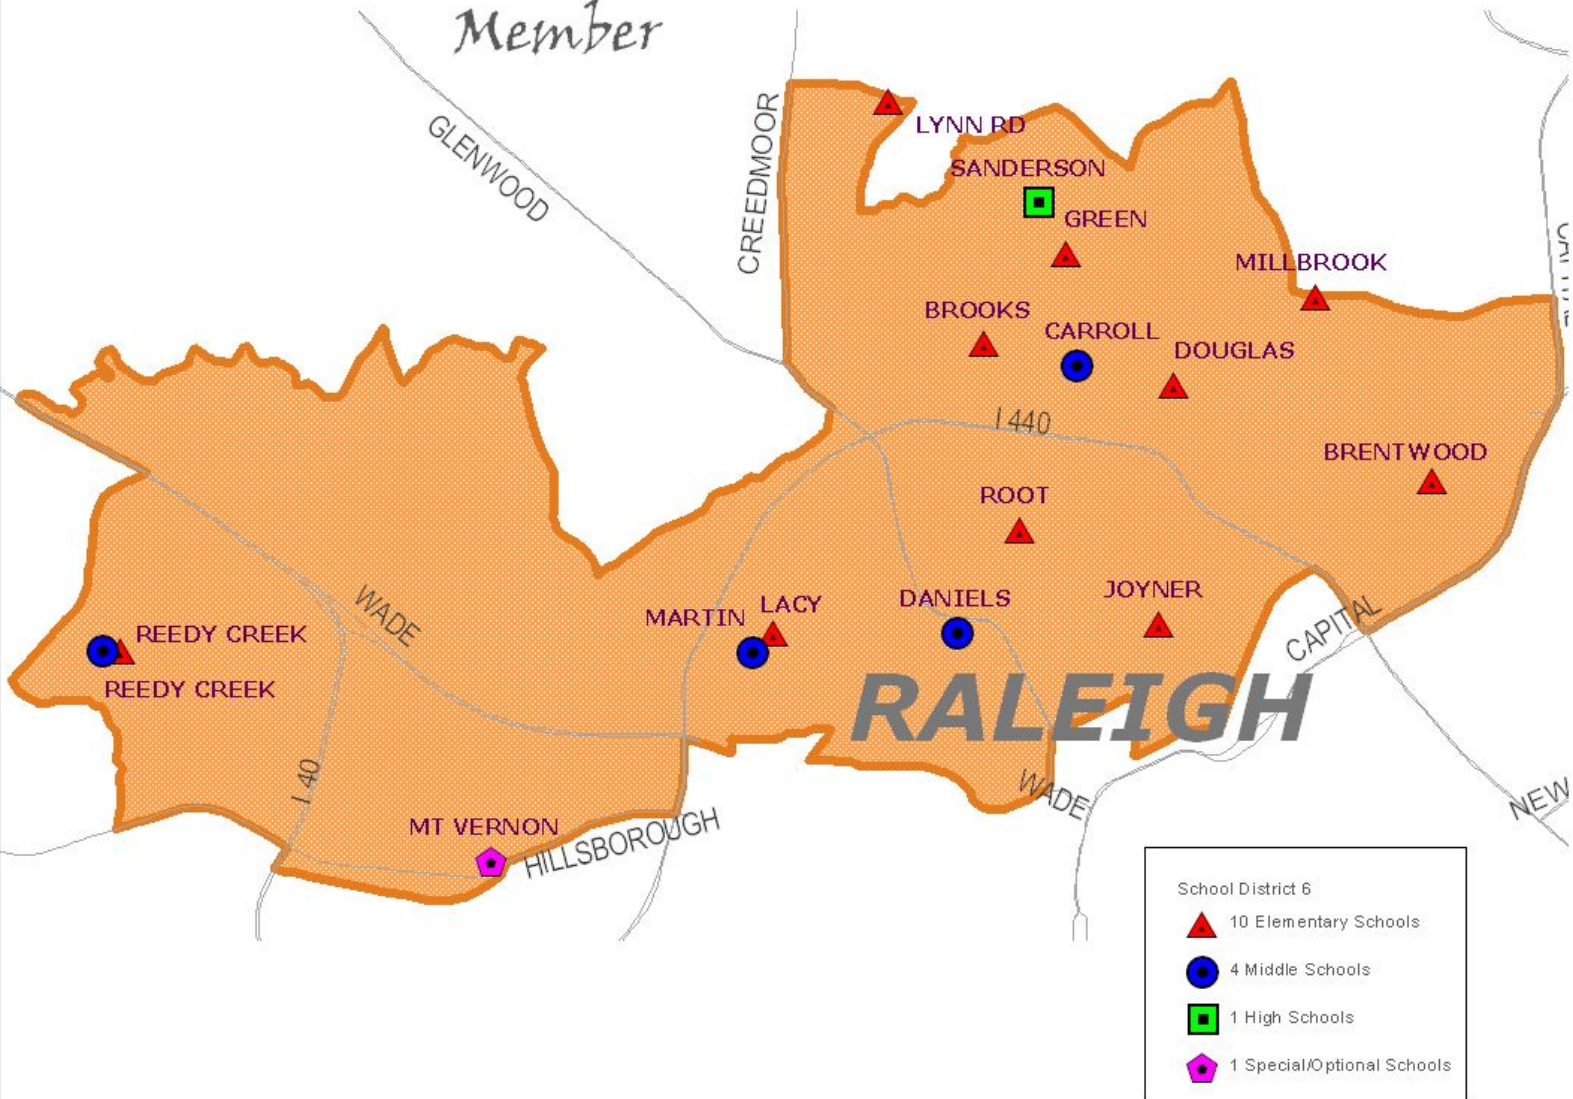 Member
GLENWOOD
CREEDMOOR
LYNN RD
SANDERSON
GREEN
MILLBROOK
BROOKS
CARROLL
DOUGLAS
I 440
BRENTWOOD
ROOT
WADE
MARTIN
LACY
DANIELS
JOYNER
REEDY CREEK
REEDY CREEK
CAPITAL
RALEIGH
I 40
WADE
MT VERNON
HILLSBOROUGH
NEW
School District 6
10 Elementary Schools
4 Middle Schools
1 High Schools
1 Special/Optional Schools